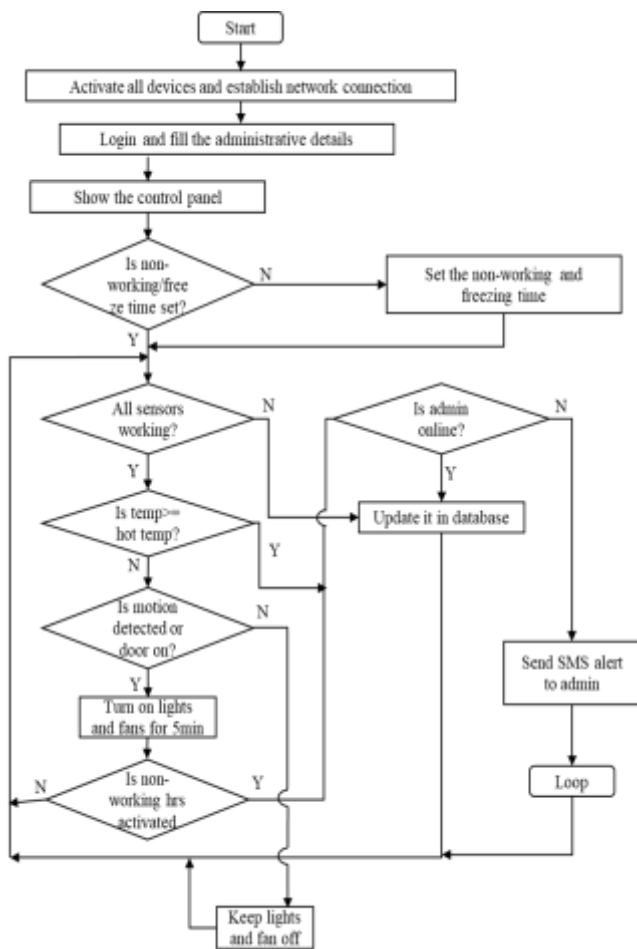 Start
Activate all devices and establish network connection
Login and fill the administrative details
Show the control panel
Is non-
working/free
ze time set?
N
Set the non-working and
freezing time
Y
All sensors
working?
N
Is admin
online?
N
Y
Y
Update it in database
Is temp>=
hot temp?
Y
N
Is motion
detected or
door on?
N
Y
Send SMS alert
to admin
Turn on lights
and fans for 5min
Is non-
working hrs
activated
N
Y
Loop
Keep lights
and fan off